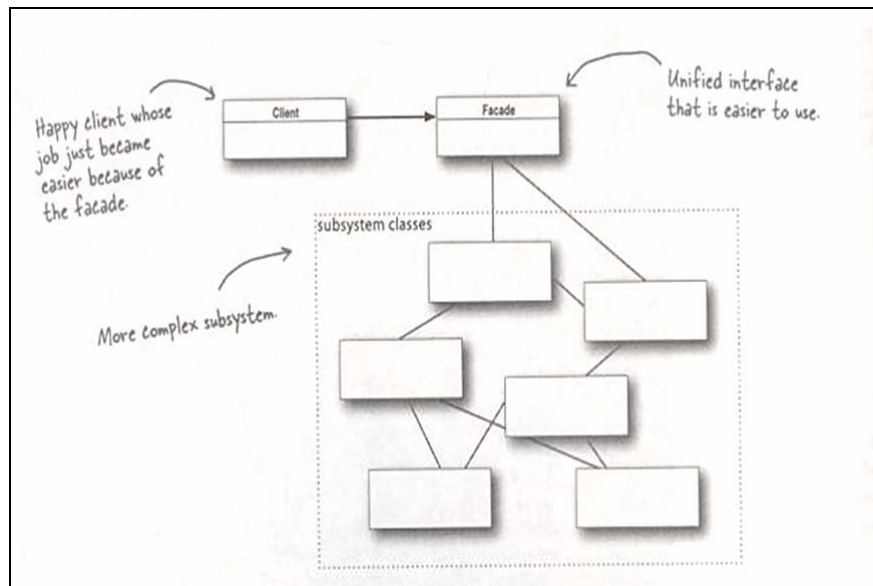 Happy client whose
job just became
easier because of
the facade.
Client
Facade
Unified interface
that is easier to use.
subsystem classes
More complex subsystem.